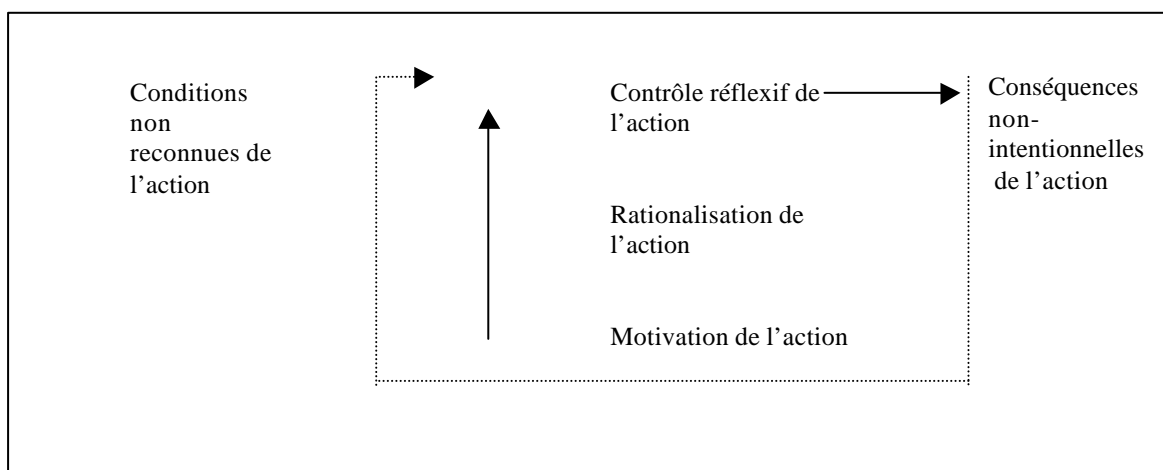 Conditions
non
reconnues de
l’action
Contrôle réflexif de
l’action
Rationalisation de
l’action
Motivation de l’action
Conséquences
non-
intentionnelles
de l’action